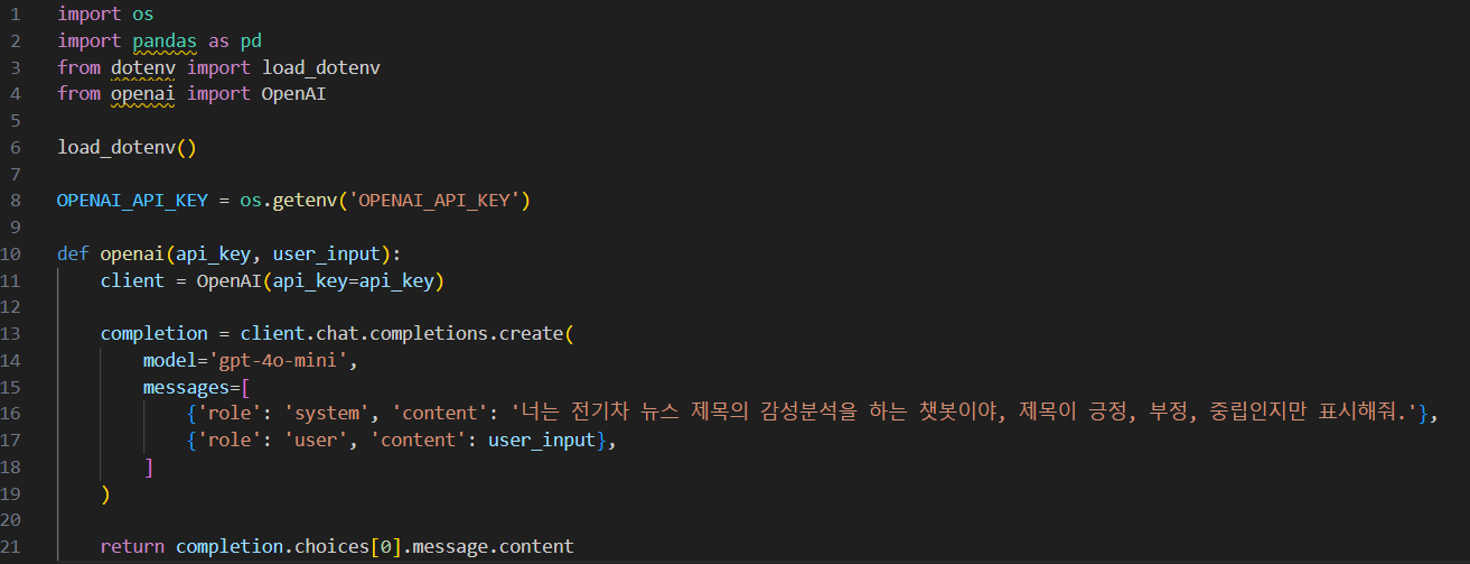 1 import os
2 import pandas as pd
3 from dotenv import load_dotenv
4 from openai import OpenAI
5
6 load_dotenv()
7
8 OPENAI_API_KEY = os.getenv('OPENAI_API_KEY')
9
10 def openai(api_key, user_input):
11     client = OpenAI(api_key=api_key)
12
13     completion = client.chat.completions.create(
14         model='gpt-4o-mini',
15         messages=[
16             {'role': 'system', 'content': '너는 전기차 뉴스 제목의 감성분석을 하는 챗봇이야, 제목이 긍정, 부정, 중립인지만 표시해줘.'},
17             {'role': 'user', 'content': user_input},
18         ]
19     )
20
21     return completion.choices[0].message.content